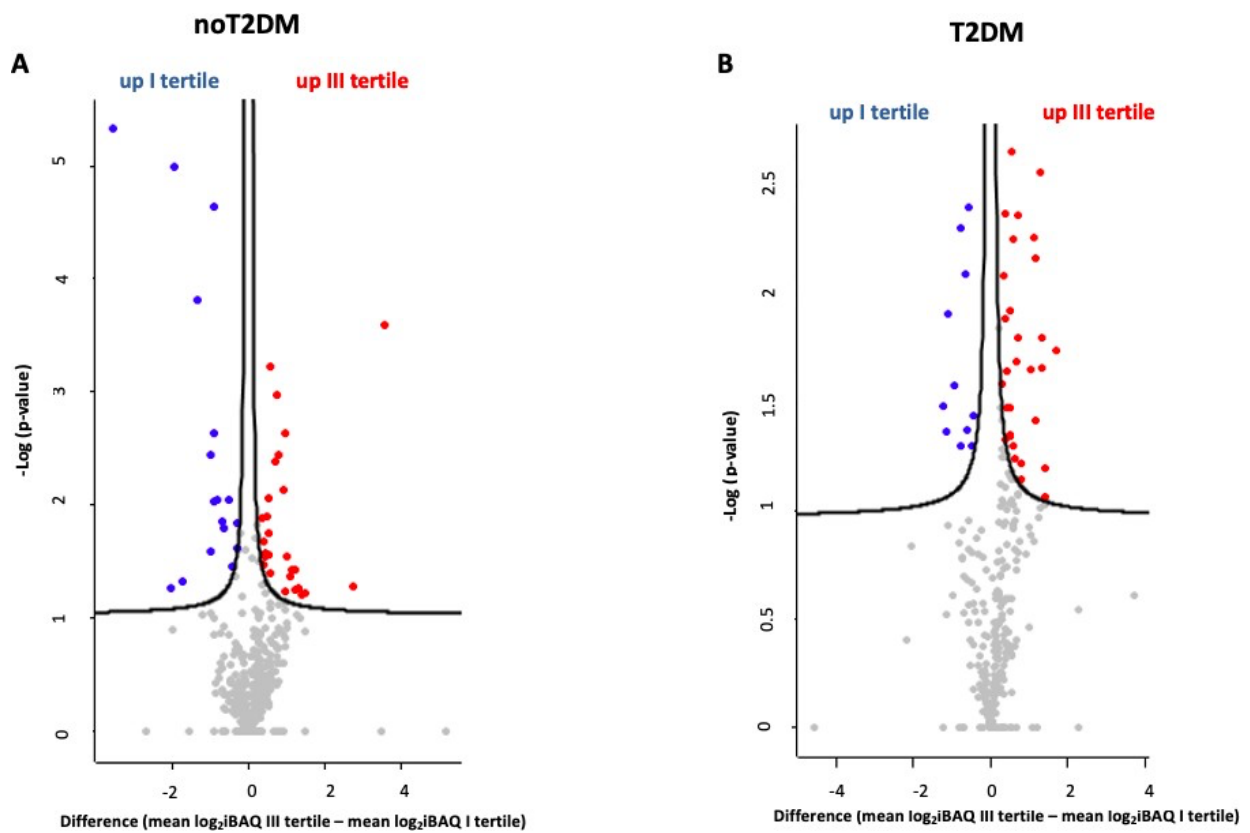 noT2DM
T2DM
A
B
up I tertile
up III tertile
up I tertile
up III tertile
-Log (p-value)
5
4
3
2
1
0
-2
0
2
4
Difference (mean log₂iBAQ III tertile – mean log₂iBAQ I tertile)
-Log (p-value)
2.5
2
1.5
1
0.5
0
-4
-2
0
2
4
Difference (mean log₂iBAQ III tertile – mean log₂iBAQ I tertile)